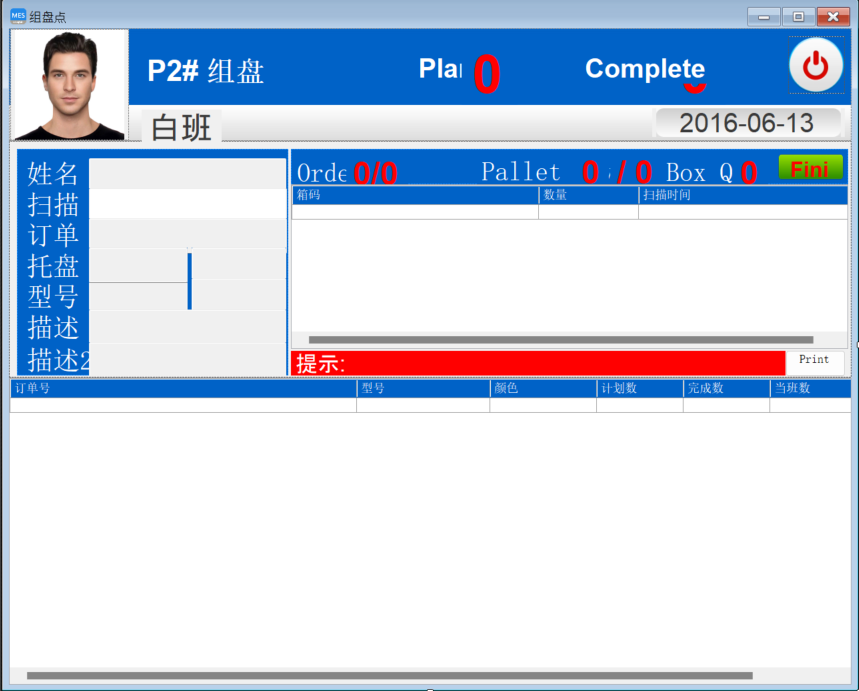 MES 组盘点
P2# 组盘 Pla 0 Complete
白班 2016-06-13
姓名
扫描
订单
托盘
型号
描述
描述2
Orde 0/0 Pallet 0 / 0 Box Q 0 Fini
箱码 数量 扫描时间
提示: Print
订单号 型号 颜色 计划数 完成数 当班数